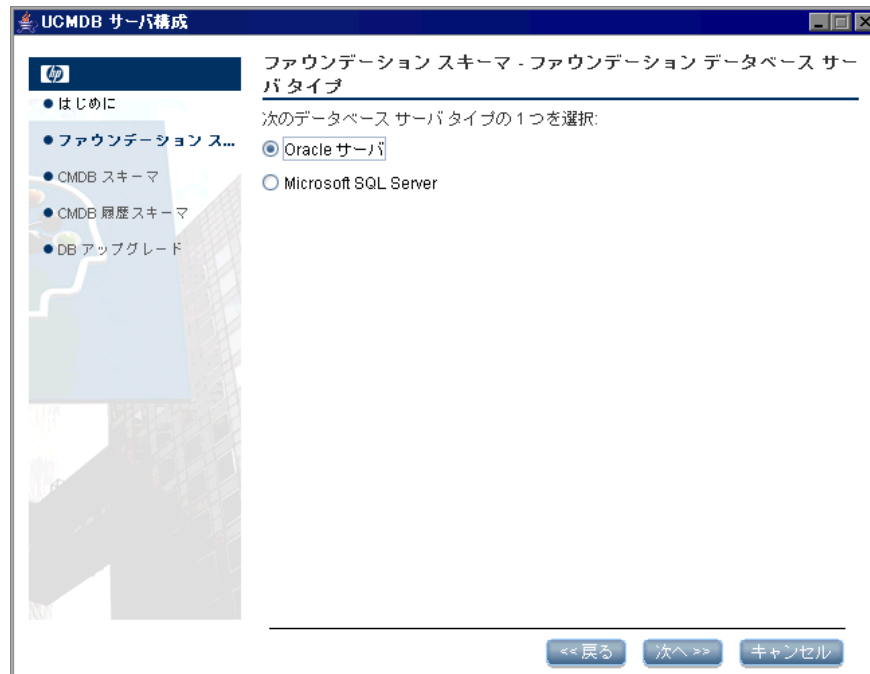 UCMDB サーバ構成
hp
はじめに
ファウンデーション ス...
CMDB スキーマ
CMDB 履歴スキーマ
DB アップグレード
ファウンデーション スキーマ - ファウンデーション データベース サー
バ タイプ
次のデータベース サーバ タイプの 1 つを選択:
Oracle サーバ
Microsoft SQL Server
<< 戻る
次へ >>
キャンセル